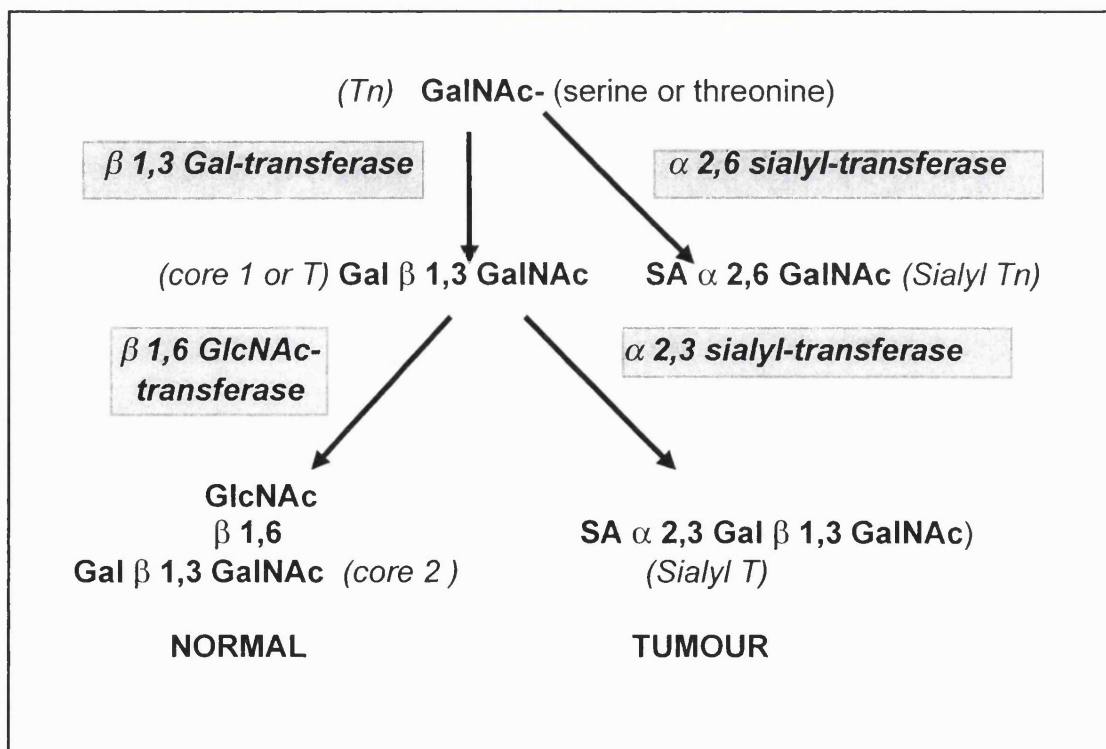 (Tn) GalNAc- (serine or threonine)
β 1,3 Gal-transferase
α 2,6 sialyl-transferase
(core 1 or T) Gal β 1,3 GalNAc
SA α 2,6 GalNAc (Sialyl Tn)
β 1,6 GlcNAc-
transferase
α 2,3 sialyl-transferase
GlcNAc
β 1,6
Gal β 1,3 GalNAc (core 2 )
SA α 2,3 Gal β 1,3 GalNAc)
(Sialyl T)
NORMAL
TUMOUR